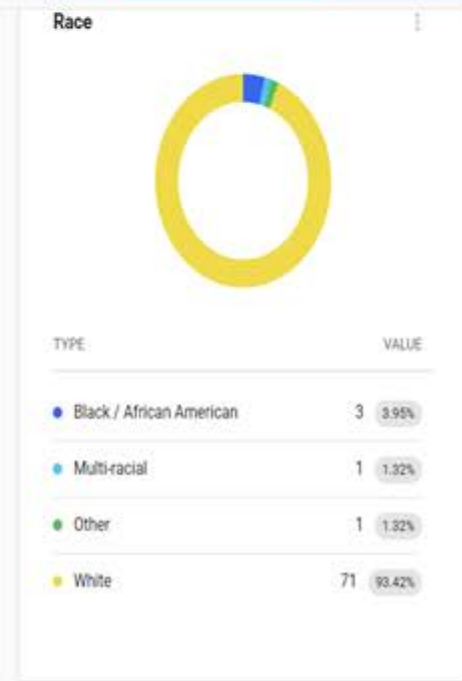 Race
TYPE VALUE
Black / African American 3 3.95%
Multi-racial 1 1.32%
Other 1 1.32%
White 71 93.42%